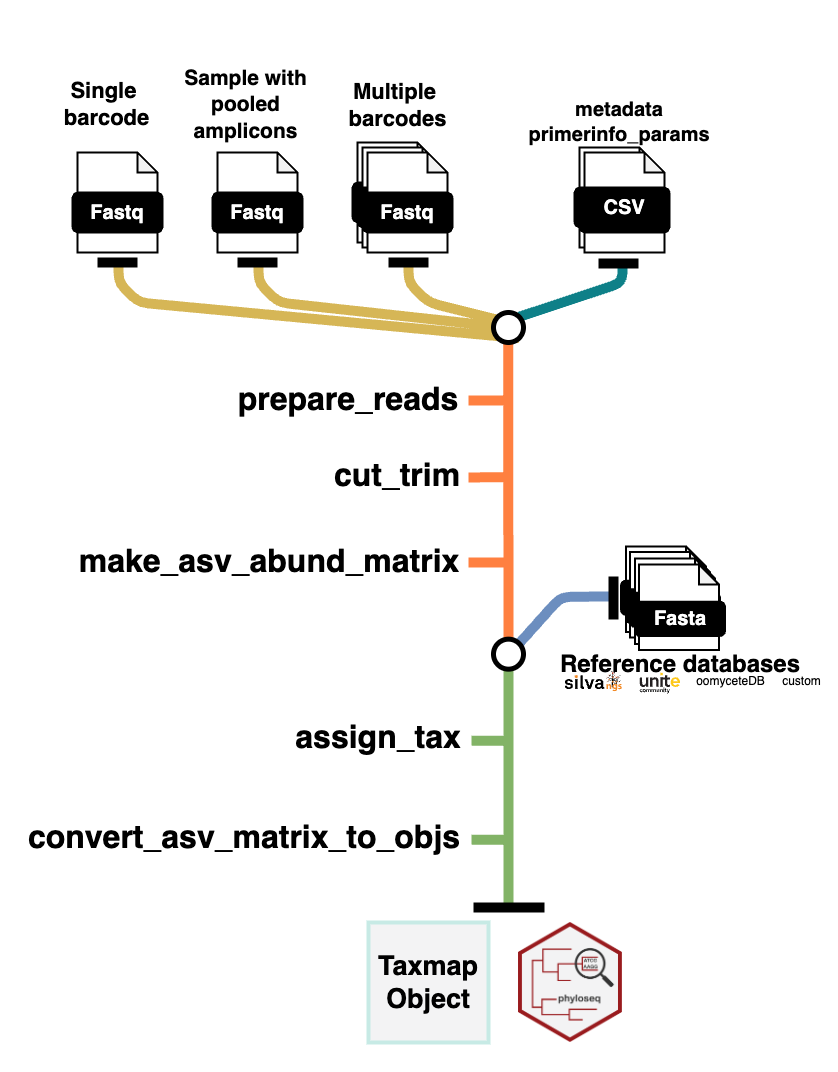 Single
barcode
Sample with
pooled
amplicons
Multiple
barcodes
metadata
primerinfo_params
Fastq
Fastq
Fastq
CSV
prepare_reads
cut_trim
make_asv_abund_matrix
Fasta
Reference databases
silva ngs
unite
community
oomyceteDB
custom
assign_tax
convert_asv_matrix_to_objs
Taxmap
Object
ATCC
AAGG
phyloseq